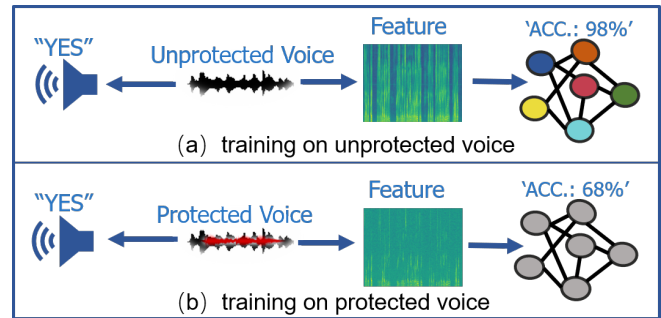 "YES"
Unprotected Voice
Feature
'ACC.: 98%'
(a) training on unprotected voice
"YES"
Protected Voice
Feature
'ACC.: 68%'
(b) training on protected voice